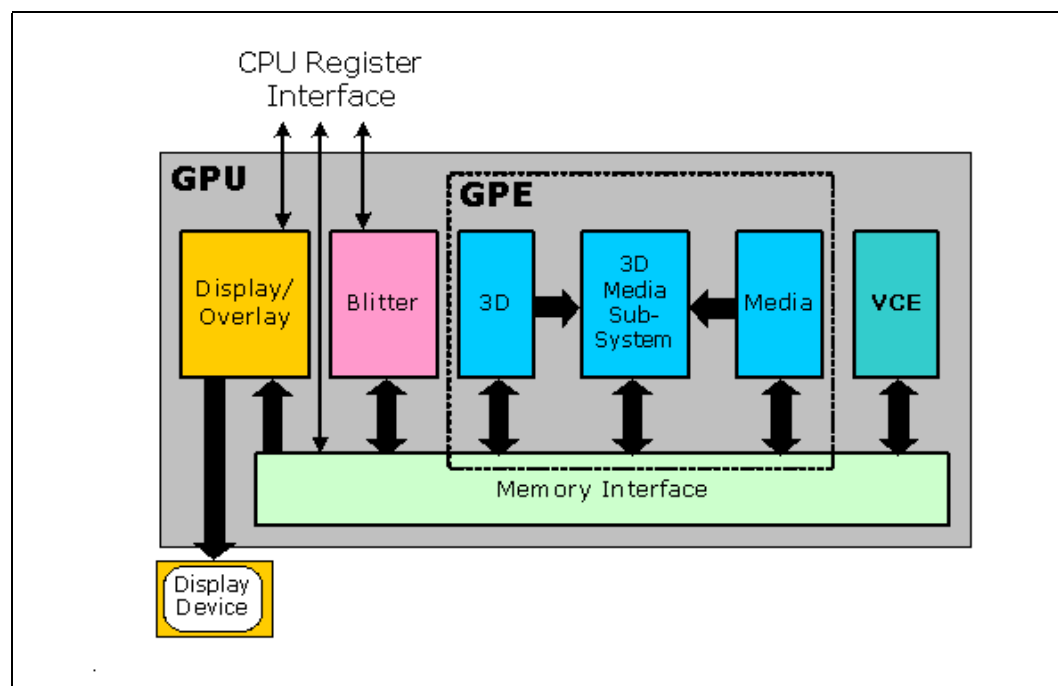 CPU Register
Interface
GPU
GPE
Display/
Overlay
Blitter
3D
3D
Media
Sub-
System
Media
VCE
Memory Interface
Display
Device